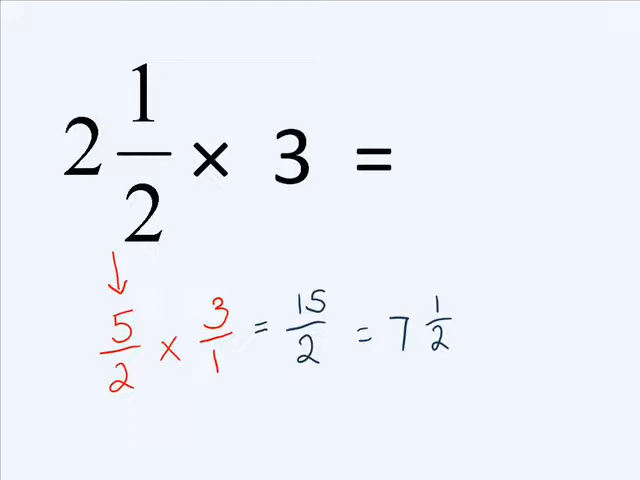 2 1/2 × 3 =
5/2 × 3/1 = 15/2 = 7 1/2